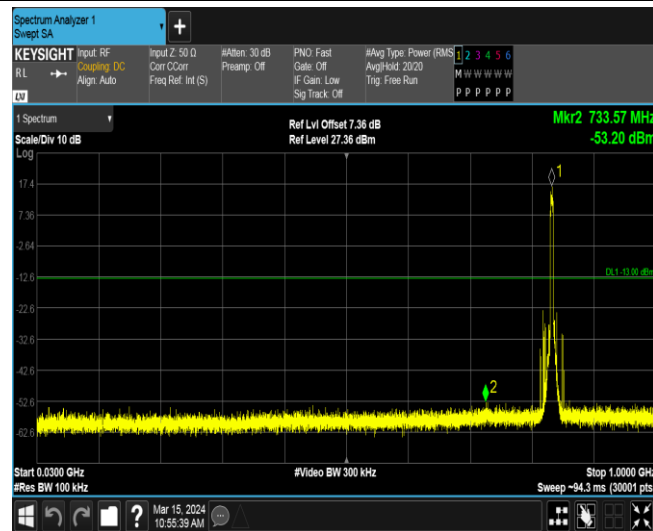 Spectrum Analyzer 1
Swept SA
+
KEYSIGHT
RL
LXI
Input: RF
Coupling: DC
Align: Auto
Input Z: 50 Ω
Corr CCorr
Freq Ref: Int (S)
#Atten: 30 dB
Preamp: Off
PNO: Fast
Gate: Off
IF Gain: Low
Sig Track: Off
#Avg Type: Power (RMS
Avg|Hold: 20/20
Trig: Free Run
1 2 3 4 5 6
M W W W W W
P P P P P P
1 Spectrum
Scale/Div 10 dB
Log
Ref Lvl Offset 7.36 dB
Ref Level 27.36 dBm
Mkr2 733.57 MHz
-53.20 dBm
1
17.4
7.36
-2.64
-12.6
DL1 -13.00 dBm
-22.6
-32.6
-42.6
2
-52.6
-62.6
Start 0.0300 GHz
#Res BW 100 kHz
#Video BW 300 kHz
Stop 1.0000 GHz
Sweep ~94.3 ms (30001 pts
?
Mar 15, 2024
10:55:39 AM